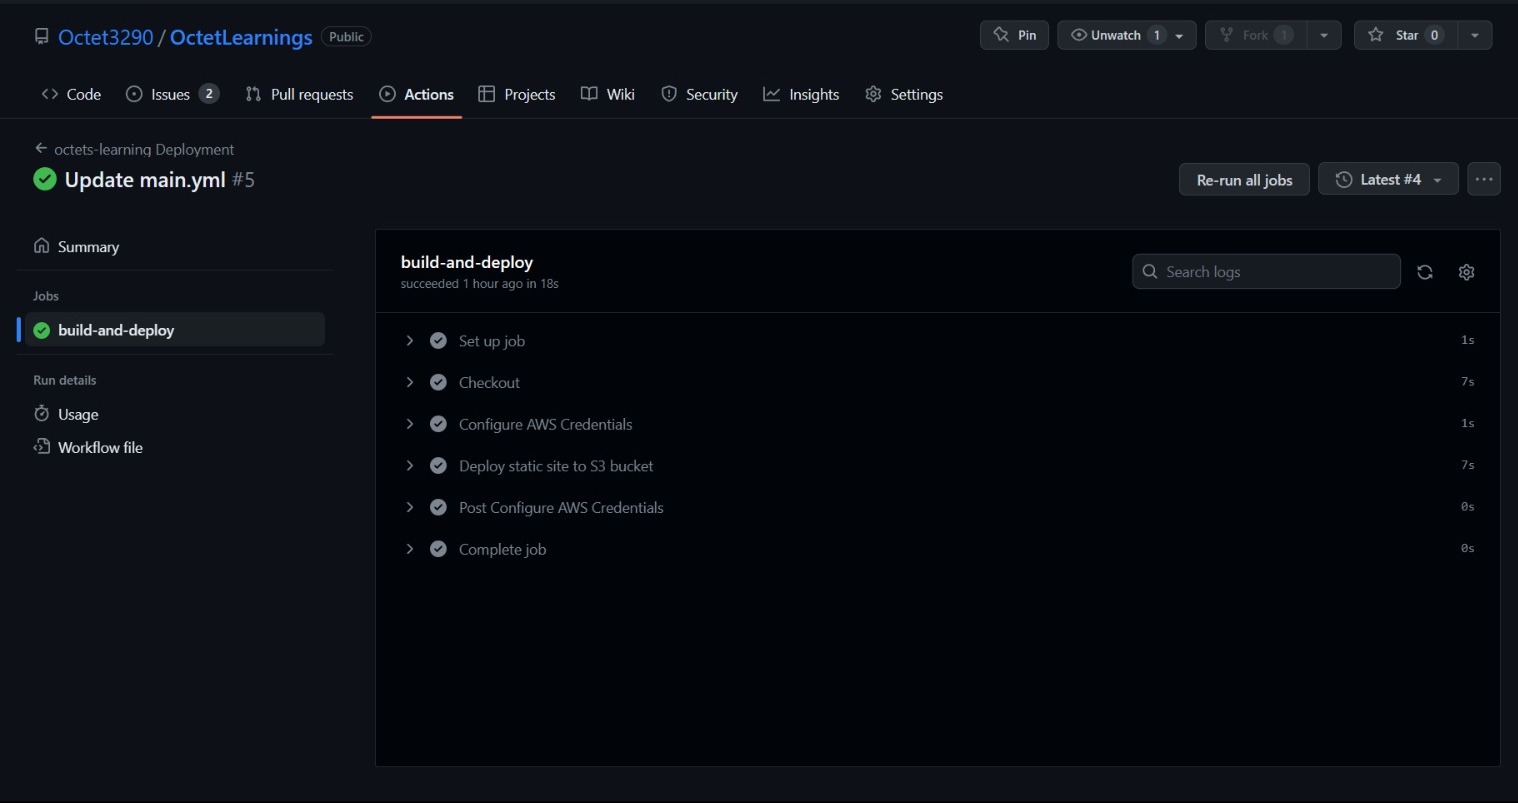 Octet3290 / OctetLearnings Public Pin Unwatch 1 Fork 1 Star 0
Code Issues 2 Pull requests Actions Projects Wiki Security Insights Settings
octets-learning Deployment
Update main.yml #5
Re-run all jobs Latest #4 ...
Summary
Jobs
build-and-deploy
Run details
Usage
Workflow file
build-and-deploy
succeeded 1 hour ago in 18s
Search logs
Set up job 1s
Checkout 7s
Configure AWS Credentials 1s
Deploy static site to S3 bucket 7s
Post Configure AWS Credentials 0s
Complete job 0s